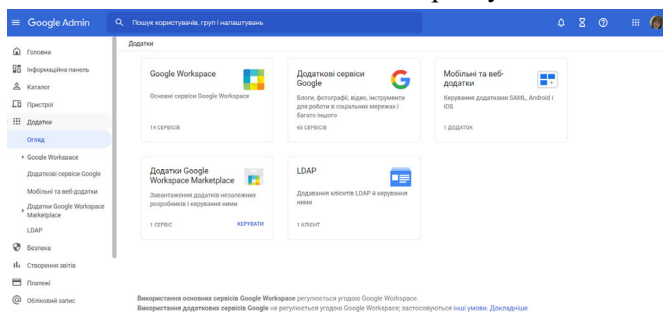 Google Admin
Пошук користувачів, груп і налаштувань
Головна
Інформаційна панель
Каталог
Пристрої
Додатки
Огляд
Google Workspace
Додаткові сервіси Google
Мобільні та веб-додатки
Додатки Google Workspace
Marketplace
LDAP
Безпека
Створення звітів
Платежі
Обліковий запис
Додатки
Google Workspace
Основні сервіси Google Workspace
14 СЕРВІСІВ
Додаткові сервіси
Google
Блоги, фотографії, відео, інструменти
для роботи в соціальних мережах і
багато іншого
60 СЕРВІСІВ
Мобільні та веб-
додатки
Керування додатками SAML, Android і
iOS
1 ДОДАТОК
Додатки Google
Workspace Marketplace
Завантаження додатків незалежних
розробників і керування ними
1 СЕРВІС
КЕРУВАТИ
LDAP
Додавання клієнтів LDAP й керування
ними
1 КЛІЄНТ
Використання основних сервісів Google Workspace регулюється угодою Google Workspace.
Використання додаткових сервісів Google не регулюється угодою Google Workspace; застосовуються інші умови. Докладніше